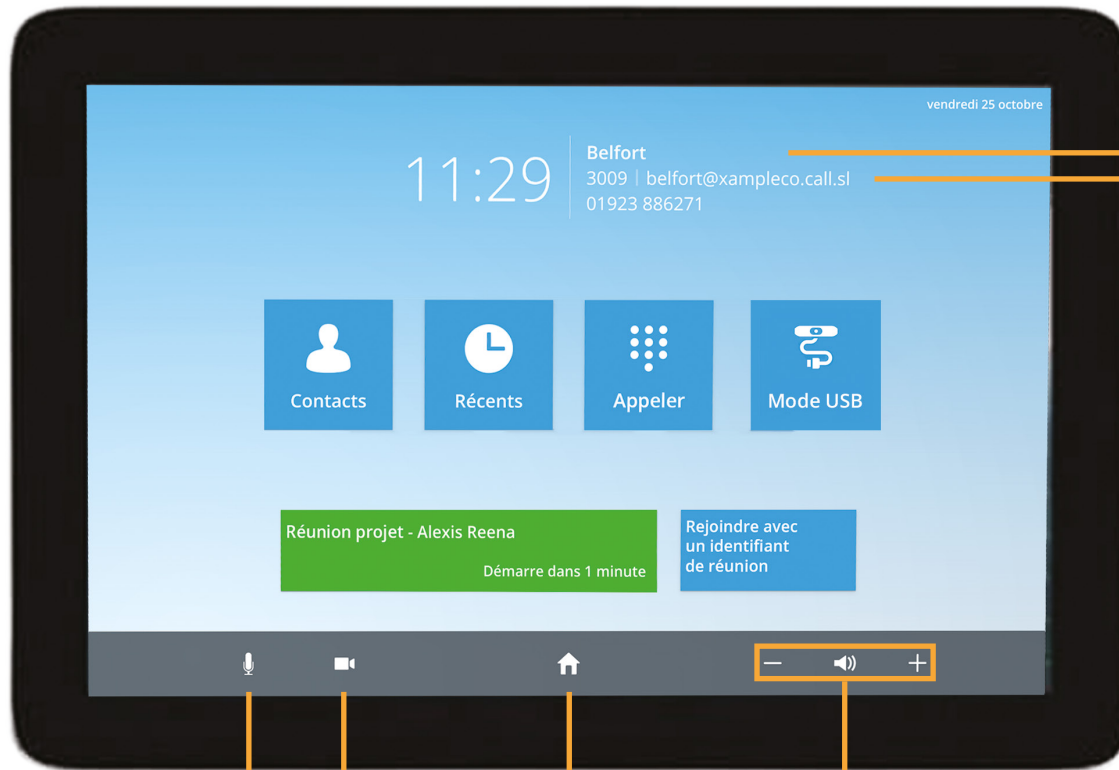 vendredi 25 octobre
11:29
Belfort
3009 | belfort@xampleco.call.sl
01923 886271
Contacts
Récents
Appeler
Mode USB
Réunion projet - Alexis Reena
Démarre dans 1 minute
Rejoindre avec
un identifiant
de réunion